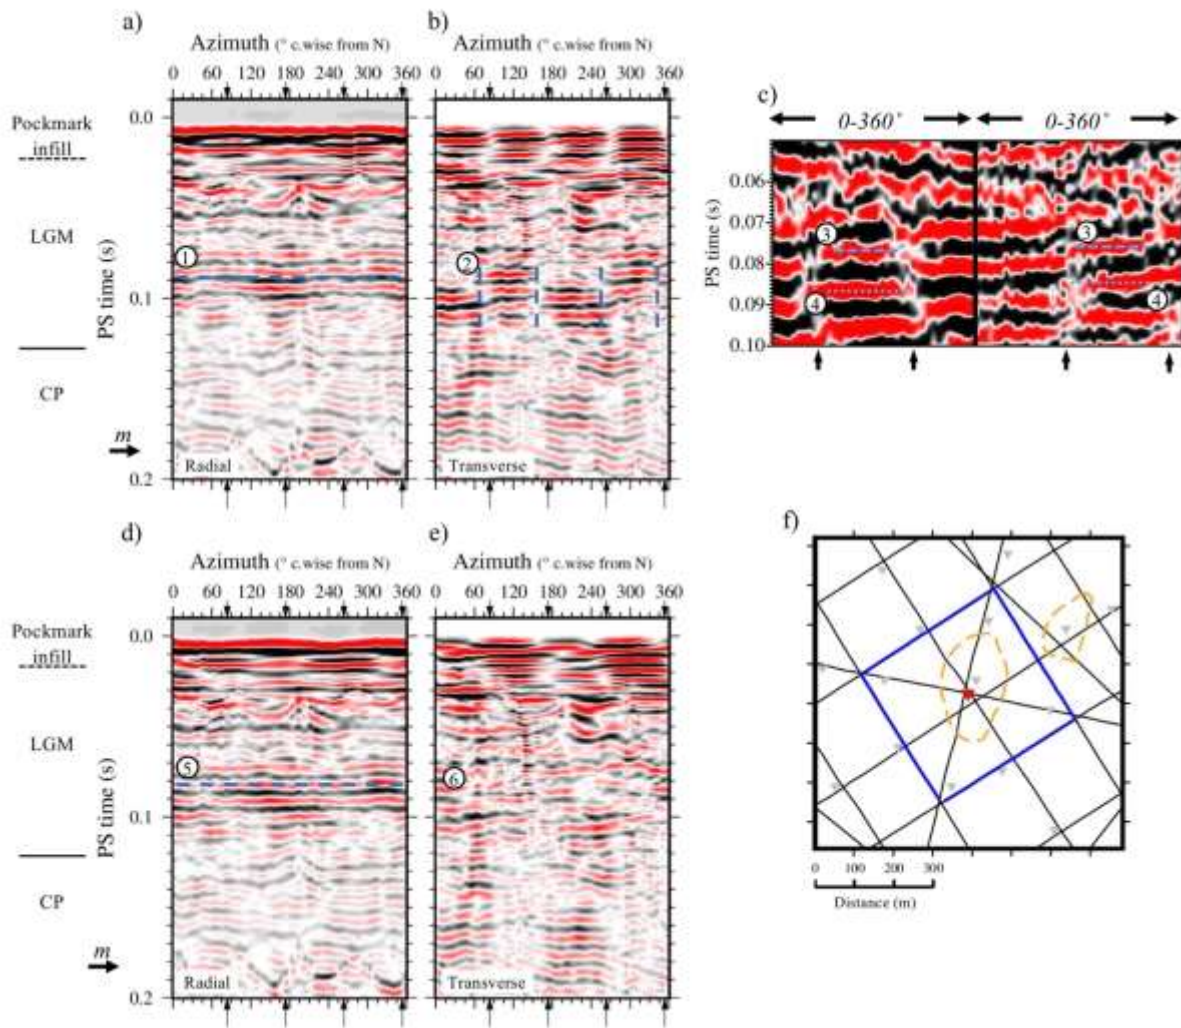 a)
Azimuth (° c.wise from N)
0 60 120 180 240 300 360
b)
Azimuth (° c.wise from N)
0 60 120 180 240 300 360
Pockmark
infill
LGM
CP
m
PS time (s)
0.0
0.1
0.2
1
Radial
2
Transverse
c)
0-360° 0-360°
PS time (s)
0.06
0.07
0.08
0.09
0.10
3
4
3
4
d)
Azimuth (° c.wise from N)
0 60 120 180 240 300 360
e)
Azimuth (° c.wise from N)
0 60 120 180 240 300 360
Pockmark
infill
LGM
CP
m
PS time (s)
0.0
0.1
0.2
5
Radial
6
Transverse
f)
0 100 200 300
Distance (m)